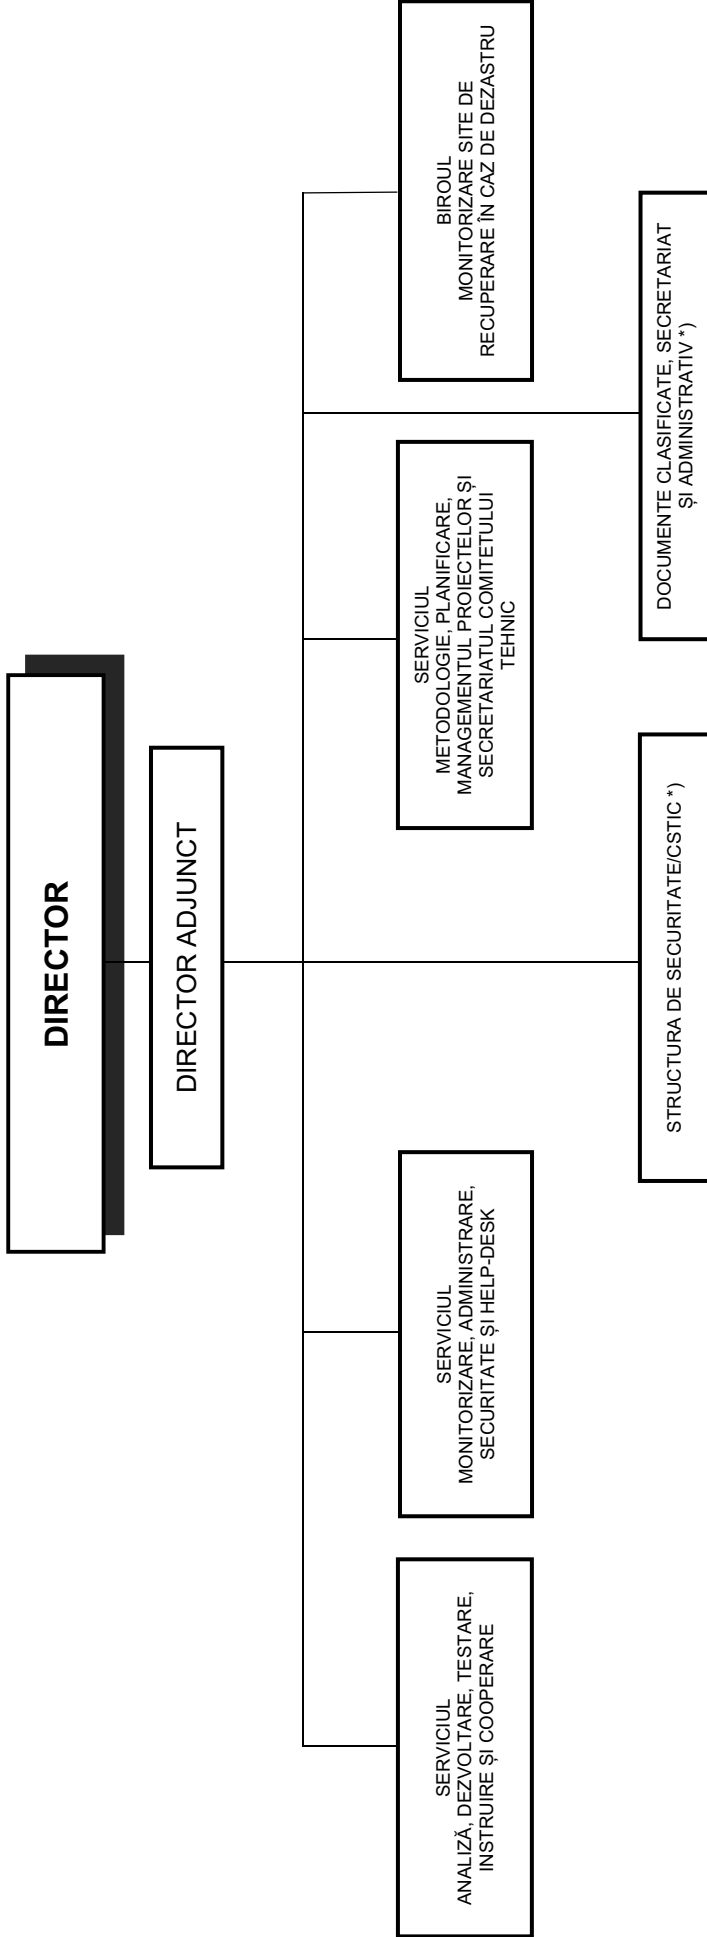 DIRECTOR
DIRECTOR ADJUNCT
SERVICIUL
ANALIZĂ, DEZVOLTARE, TESTARE,
INSTRUIRE ȘI COOPERARE
SERVICIUL
MONITORIZARE, ADMINISTRARE,
SECURITATE ȘI HELP-DESK
SERVICIUL
METODOLOGIE, PLANIFICARE,
MANAGEMENTUL PROIECTELOR ȘI
SECRETARIATUL COMITETULUI
TEHNIC
BIROUL
MONITORIZARE SITE DE
RECUPERARE ÎN CAZ DE DEZASTRU
STRUCTURA DE SECURITATE/CSTIC *)
DOCUMENTE CLASIFICATE, SECRETARIAT
ȘI ADMINISTRATIV *)